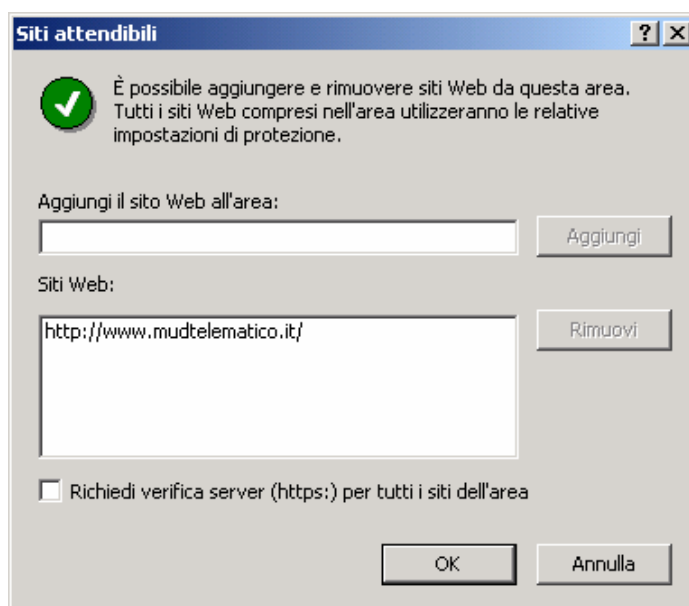 Siti attendibili
È possibile aggiungere e rimuovere siti Web da questa area.
Tutti i siti Web compresi nell'area utilizzeranno le relative
impostazioni di protezione.
Aggiungi il sito Web all'area:
Aggiungi
Siti Web:
http://www.mudtelematico.it/
Rimuovi
Richiedi verifica server (https:) per tutti i siti dell'area
OK
Annulla